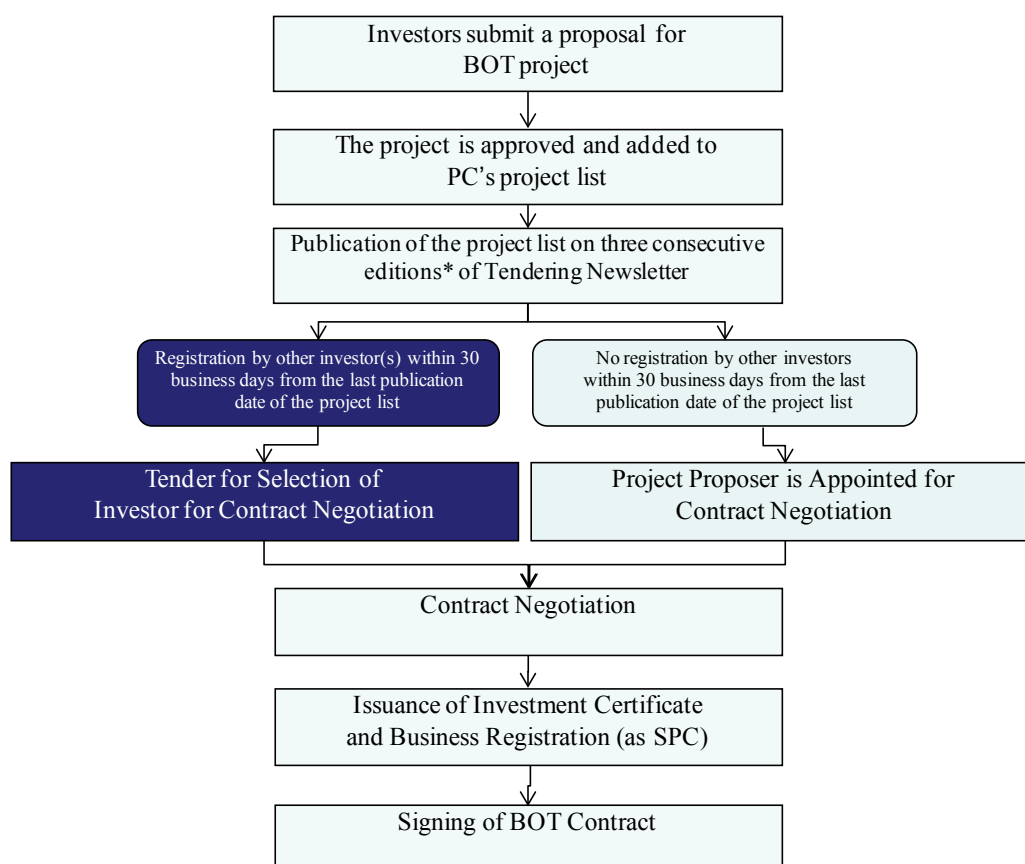 Investors submit a proposal for
BOT project
The project is approved and added to
PC’s project list
Publication of the project list on three consecutive
editions* of Tendering Newsletter
Registration by other investor(s) within 30
business days from the last publication
date of the project list
No registration by other investors
within 30 business days from the last
publication date of the project list
Tender for Selection of
Investor for Contract Negotiation
Project Proposer is Appointed for
Contract Negotiation
Contract Negotiation
Issuance of Investment Certificate
and Business Registration (as SPC)
Signing of BOT Contract